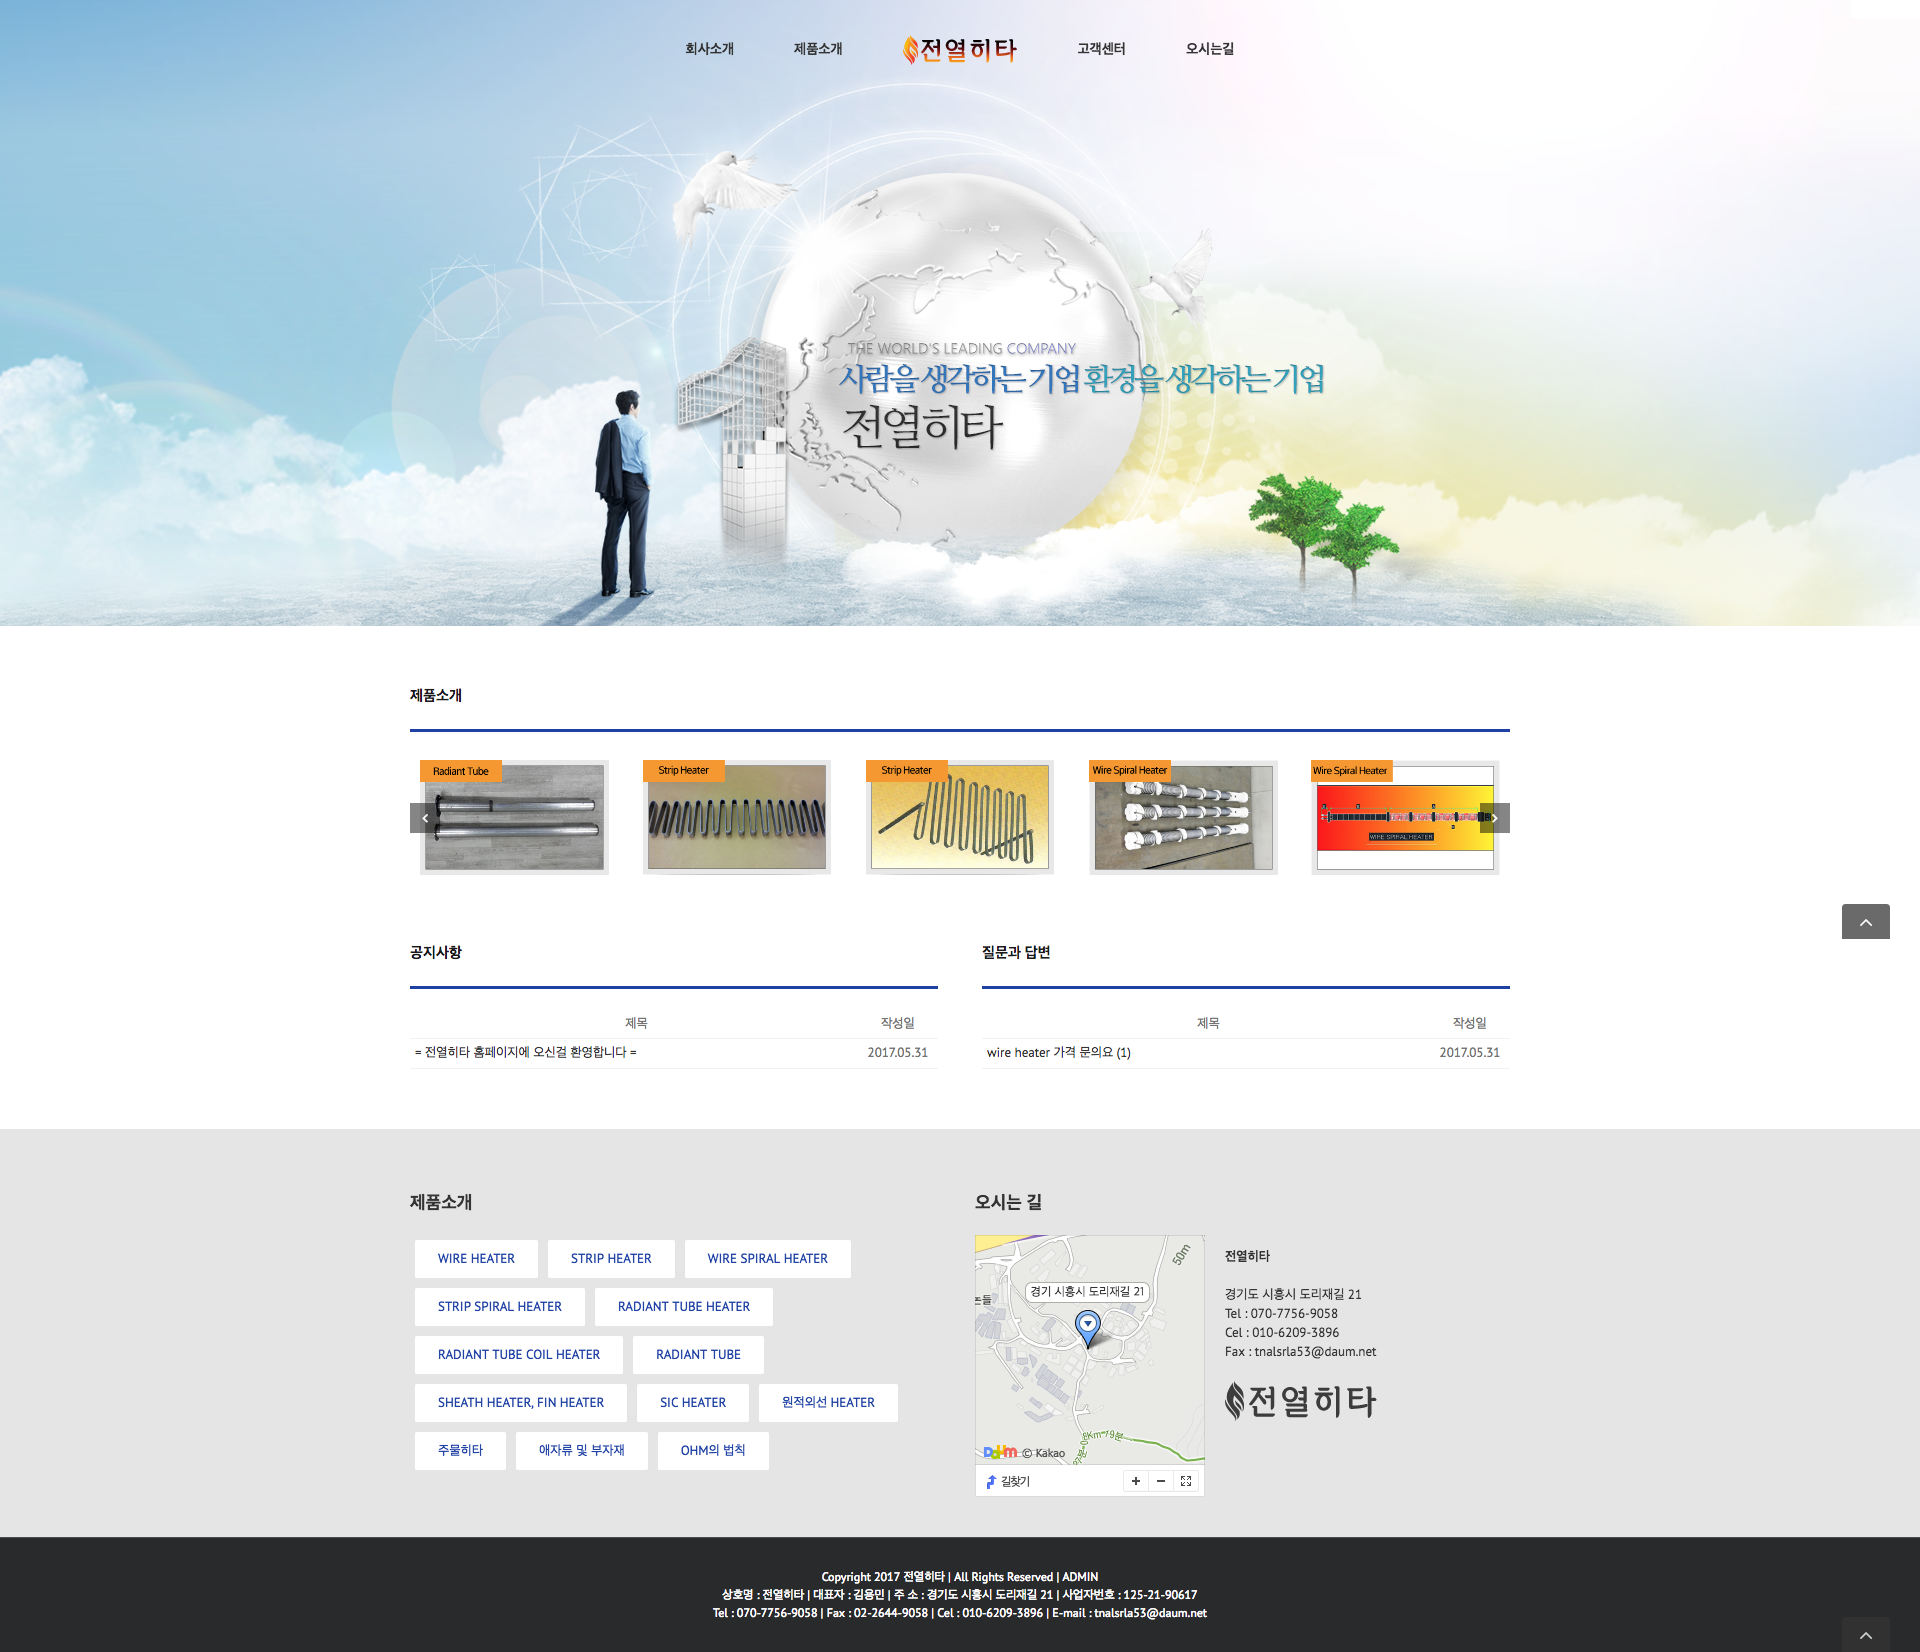 회사소개
제품소개
전열히타
고객센터
오시는길
THE WORLD'S LEADING COMPANY
사람을 생각하는 기업 환경을 생각하는 기업
전열히타
제품소개
Radiant Tube
Strip Heater
Strip Heater
Wire Spiral Heater
Wire Spiral Heater
WIRE SPIRAL HEATER
공지사항
제목 작성일
= 전열히타 홈페이지에 오신걸 환영합니다 = 2017.05.31
질문과 답변
제목 작성일
wire heater 가격 문의요 (1) 2017.05.31
제품소개
WIRE HEATER STRIP HEATER WIRE SPIRAL HEATER
STRIP SPIRAL HEATER RADIANT TUBE HEATER
RADIANT TUBE COIL HEATER RADIANT TUBE
SHEATH HEATER, FIN HEATER SIC HEATER 원적외선 HEATER
주물히타 애자류 및 부자재 OHM의 법칙
오시는 길
50m
경기 시흥시 도리재길 21
논들
Daum © Kakao
길찾기
전열히타
경기도 시흥시 도리재길 21
Tel : 070-7756-9058
Cel : 010-6209-3896
Fax : tnalsrla53@daum.net
전열히타
Copyright 2017 전열히타 | All Rights Reserved | ADMIN
상호명 : 전열히타 | 대표자 : 김용민 | 주 소 : 경기도 시흥시 도리재길 21 | 사업자번호 : 125-21-90617
Tel : 070-7756-9058 | Fax : 02-2644-9058 | Cel : 010-6209-3896 | E-mail : tnalsrla53@daum.net